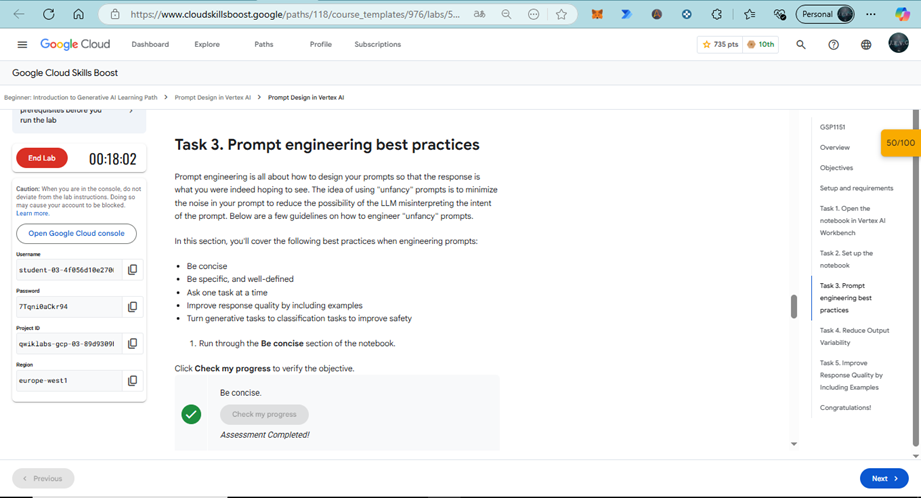 https://www.cloudskillsboost.google/paths/118/course_templates/976/labs/5...
Personal
Google Cloud
Dashboard
Explore
Paths
Profile
Subscriptions
735 pts
10th
Google Cloud Skills Boost
Beginner: Introduction to Generative AI Learning Path > Prompt Design in Vertex AI > Prompt Design in Vertex AI
prerequisites before you
run the lab
End Lab
00:18:02
Caution: When you are in the console, do not
deviate from the lab instructions. Doing so
may cause your account to be blocked.
Learn more.
Open Google Cloud console
Username
student-03-4f056d10e270
Password
7Tqni0aCkr94
Project ID
qwiklabs-gcp-03-89d9309
Region
europe-west1
Task 3. Prompt engineering best practices
Prompt engineering is all about how to design your prompts so that the response is
what you were indeed hoping to see. The idea of using "unfancy" prompts is to minimize
the noise in your prompt to reduce the possibility of the LLM misinterpreting the intent
of the prompt. Below are a few guidelines on how to engineer "unfancy" prompts.
In this section, you'll cover the following best practices when engineering prompts:
• Be concise
• Be specific, and well-defined
• Ask one task at a time
• Improve response quality by including examples
• Turn generative tasks to classification tasks to improve safety
1. Run through the Be concise section of the notebook.
Click Check my progress to verify the objective.
Be concise.
Check my progress
Assessment Completed!
GSP1151
50/100
Overview
Objectives
Setup and requirements
Task 1. Open the
notebook in Vertex AI
Workbench
Task 2. Set up the
notebook
Task 3. Prompt
engineering best
practices
Task 4. Reduce Output
Variability
Task 5. Improve
Response Quality by
Including Examples
Congratulations!
Previous
Next